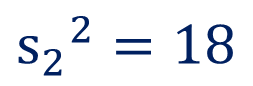 s₂² = 18